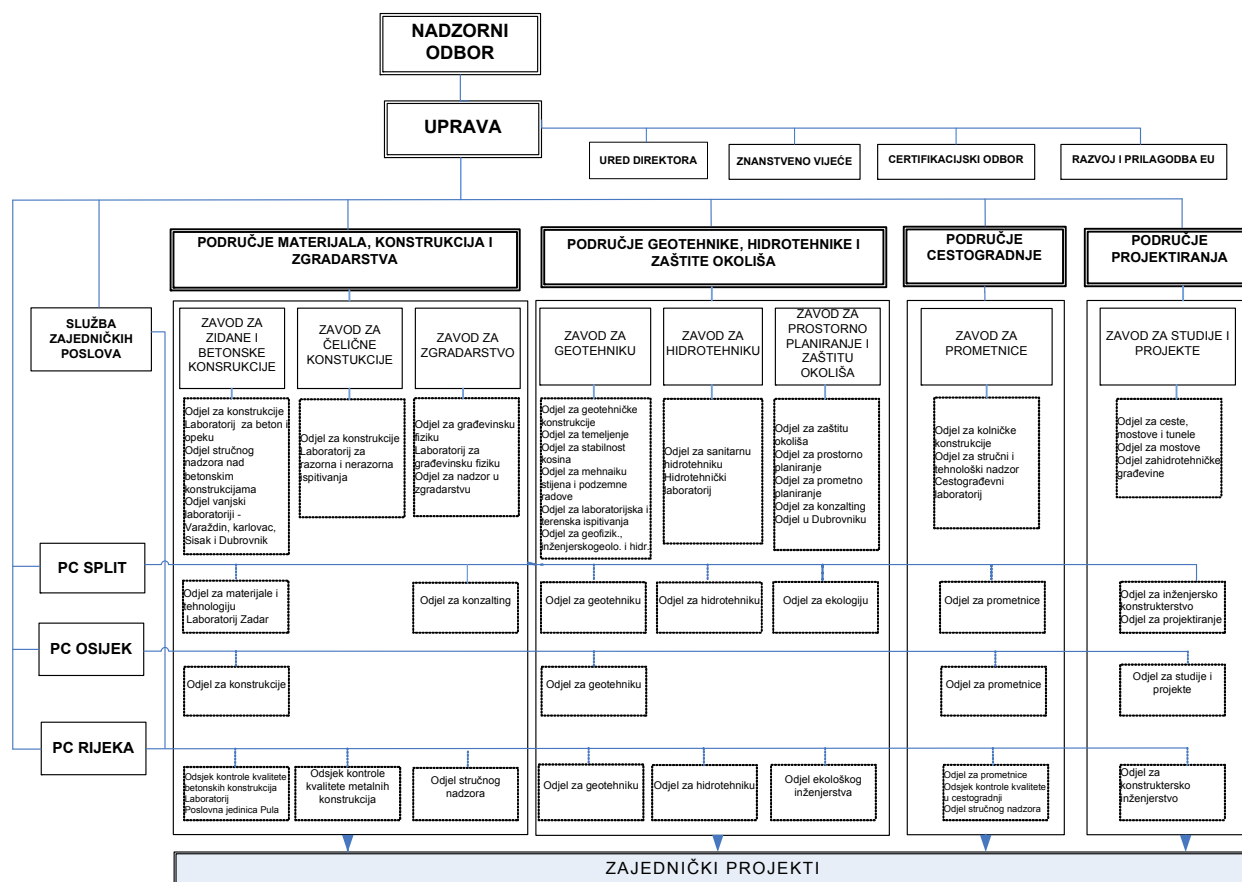 NADZORNI
ODBOR
UPRAVA
URED DIREKTORA
ZNANSTVENO VIJEĆE
CERTIFIKACIJSKI ODBOR
RAZVOJ I PRILAGODBA EU
PODRUČJE MATERIJALA, KONSTRUKCIJA I
ZGRADARSTVA
PODRUČJE GEOTEHNIKE, HIDROTEHNIKE I
ZAŠTITE OKOLIŠA
PODRUČJE
CESTOGRADNJE
PODRUČJE
PROJEKTIRANJA
SLUŽBA
ZAJEDNIČKIH
POSLOVA
ZAVOD ZA
ZIDANE I
BETONSKE
KONSRUKCIJE
ZAVOD ZA
ČELIČNE
KONSTUKCIJE
ZAVOD ZA
ZGRADARSTVO
ZAVOD ZA
GEOTEHNIKU
ZAVOD ZA
HIDROTEHNIKU
ZAVOD ZA
PROSTORNO
PLANIRANJE I
ZAŠTITU
OKOLIŠA
ZAVOD ZA
PROMETNICE
ZAVOD ZA STUDIJE I
PROJEKTE
Odjel za konstrukcije
Laboratorij za beton i
opeku
Odjel stručnog
nadzora nad
betonskim
konstrukcijama
Odjel vanjski
laboratoriji -
Varaždin, karlovac,
Sisak i Dubrovnik
Odjel za konstrukcije
Laboratorij za
razorna i nerazorna
ispitivanja
Odjel za građevinsku
fiziku
Laboratorij za
građevinsku fiziku
Odjel za nadzor u
zgradarstvu
Odjel za geotehničke
konstrukcije
Odjel za temeljenje
Odjel za stabilnost
kosina
Odjel za mehnaiku
stijena i podzemne
radove
Odjel za laboratorijska i
terenska ispitivanja
Odjel za geofizik.,
inženjerskogeolo. i hidr.
Odjel za sanitarnu
hidrotehniku
Hidrotehnički
laboratorij
Odjel za zaštitu
okoliša
Odjel za prostorno
planiranje
Odjel za prometno
planiranje
Odjel za konzalting
Odjel u Dubrovniku
Odjel za kolničke
konstrukcije
Odjel za stručni i
tehnološki nadzor
Cestograđevni
laboratorij
Odjel za ceste,
mostove i tunele
Odjel za mostove
Odjel zahidrotehničke
građevine
PC SPLIT
Odjel za materijale i
tehnologiju
Laboratorij Zadar
Odjel za konzalting
Odjel za geotehniku
Odjel za hidrotehniku
Odjel za ekologiju
Odjel za prometnice
Odjel za inženjersko
konstrukterstvo
Odjel za projektiranje
PC OSIJEK
Odjel za konstrukcije
Odjel za geotehniku
Odjel za prometnice
Odjel za studije i
projekte
PC RIJEKA
Odsjek kontrole kvalitete
betonskih konstrukcija
Laboratorij
Poslovna jedinica Pula
Odsjek kontrole
kvalitete metalnih
konstrukcija
Odjel stručnog
nadzora
Odjel za geotehniku
Odjel za hidrotehniku
Odjel ekološkog
inženjerstva
Odjel za prometnice
Odsjek kontrole kvalitete
u cestogradnji
Odjel stručnog nadzora
Odjel za
konstruktersko
inženjerstvo
ZAJEDNIČKI PROJEKTI